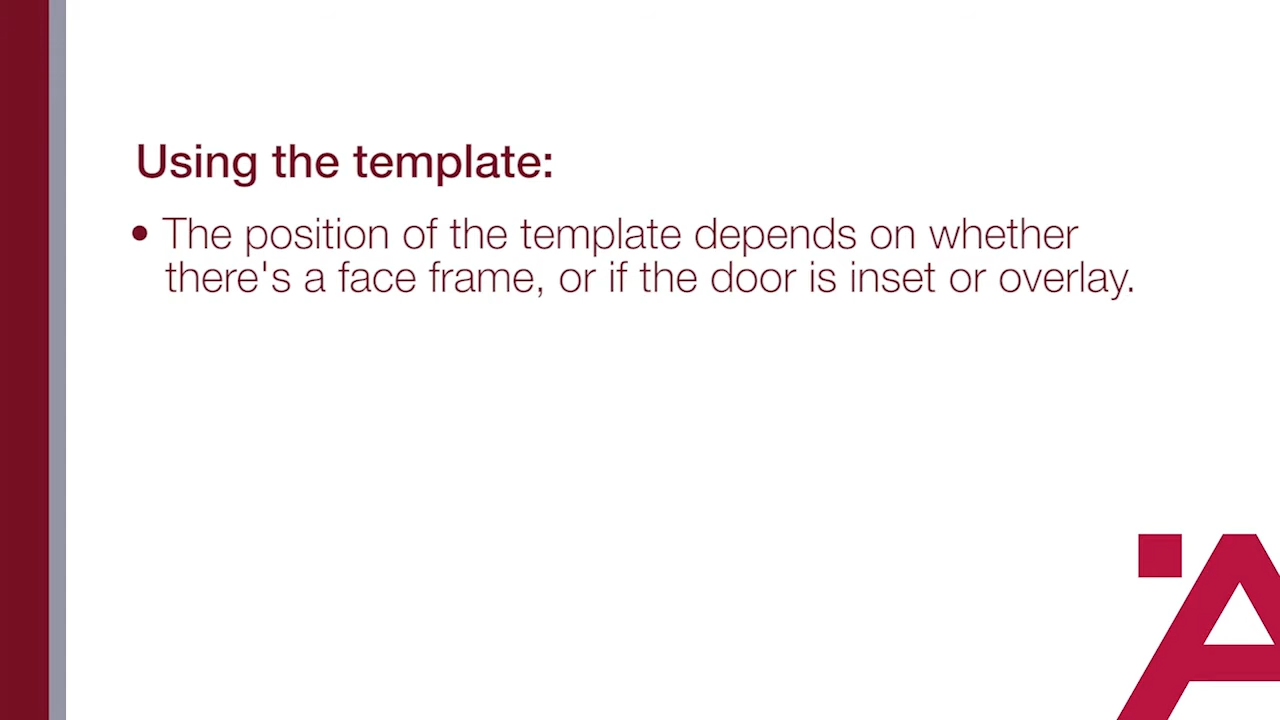 Using the template:
• The position of the template depends on whether
there's a face frame, or if the door is inset or overlay.